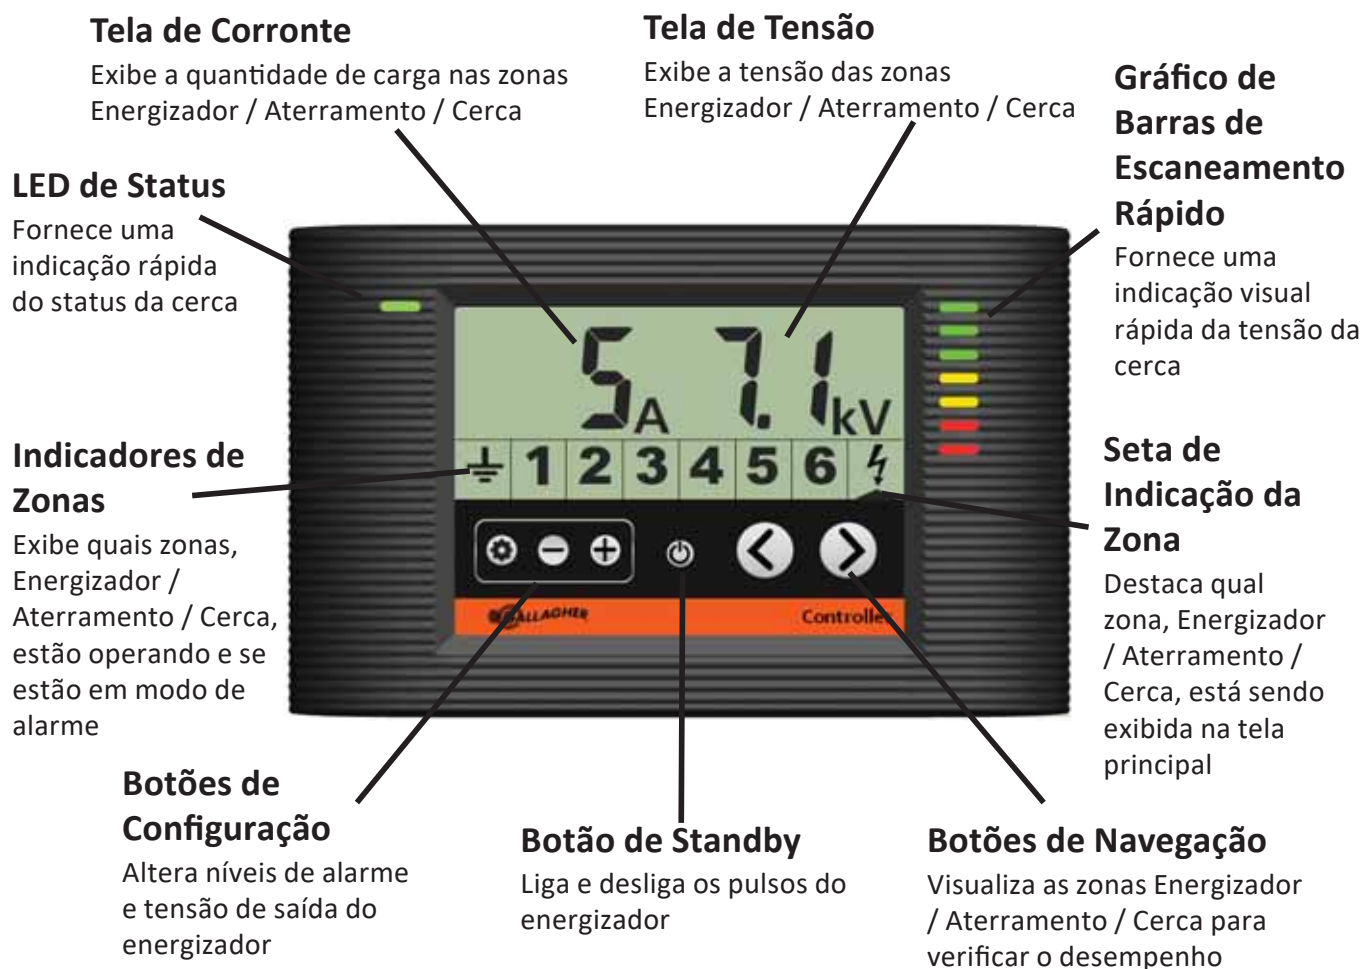 Tela de Corronte
Exibe a quantidade de carga nas zonas
Energizador / Aterramento / Cerca
Tela de Tensão
Exibe a tensão das zonas
Energizador / Aterramento / Cerca
Gráfico de
Barras de
Escaneamento
Rápido
Fornece uma
indicação visual
rápida da tensão da
cerca
LED de Status
Fornece uma
indicação rápida
do status da cerca
5A 7.1kV
1 2 3 4 5 6
GALLAGHER Controller
Indicadores de
Zonas
Exibe quais zonas,
Energizador /
Aterramento / Cerca,
estão operando e se
estão em modo de
alarme
Seta de
Indicação da
Zona
Destaca qual
zona, Energizador
/ Aterramento /
Cerca, está sendo
exibida na tela
principal
Botões de
Configuração
Altera níveis de alarme
e tensão de saída do
energizador
Botão de Standby
Liga e desliga os pulsos do
energizador
Botões de Navegação
Visualiza as zonas Energizador
/ Aterramento / Cerca para
verificar o desempenho